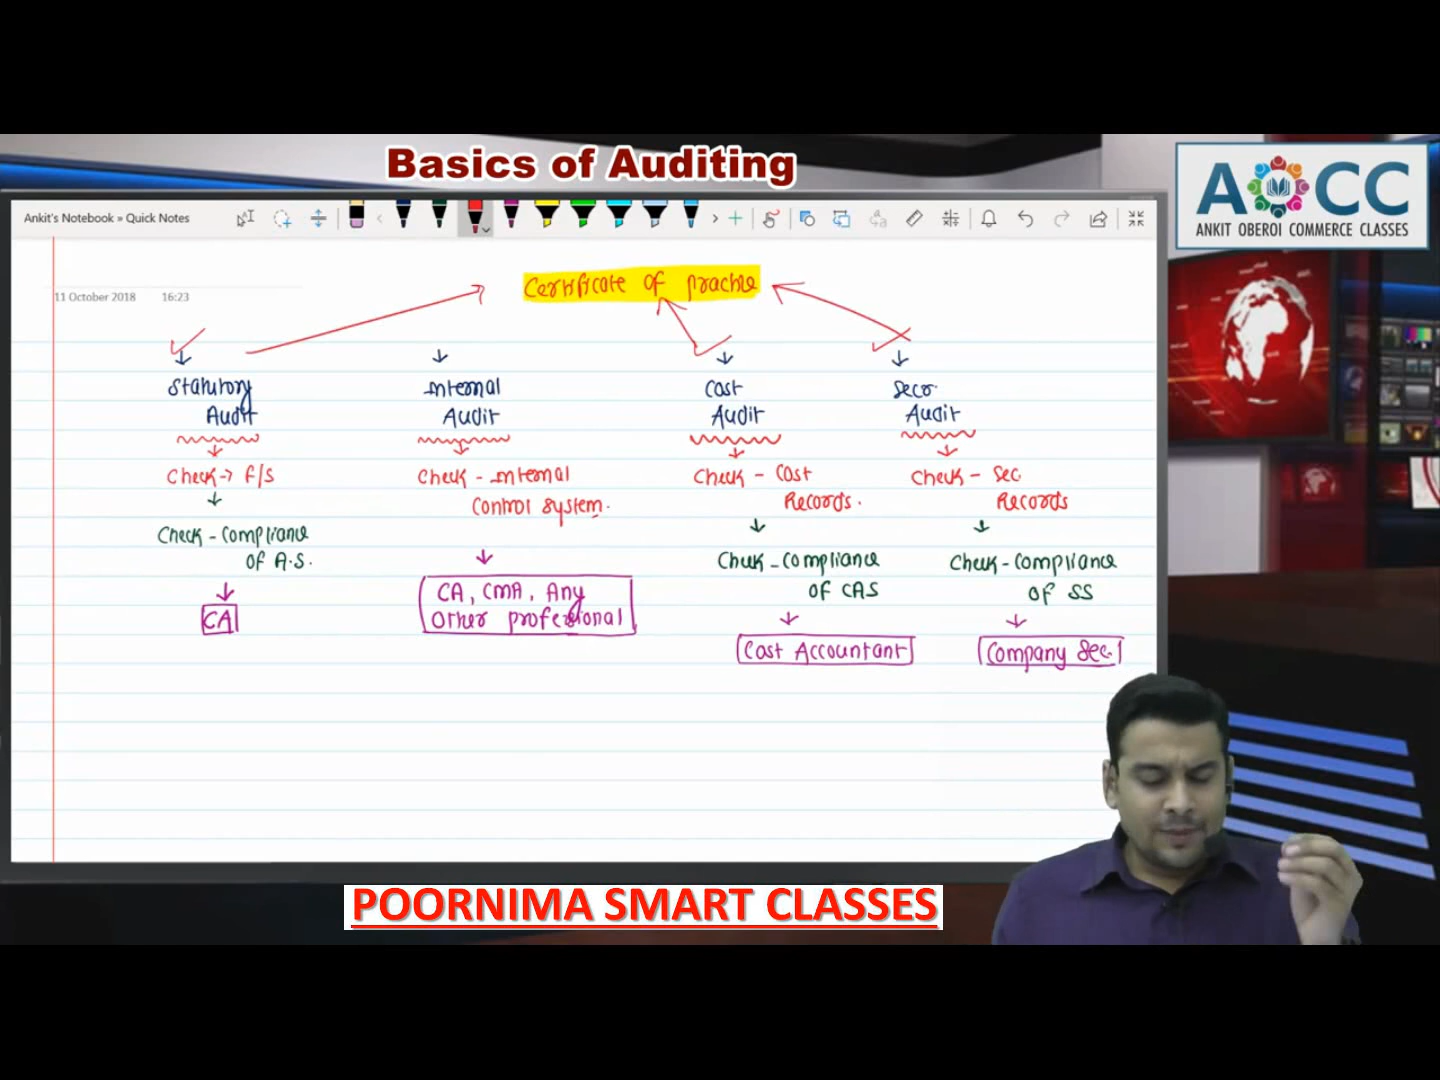 Basics of Auditing
AOCC
ANKIT OBEROI COMMERCE CLASSES
Ankit's Notebook » Quick Notes
11 October 2018 16:23
Certificate of practice
Statutory Audit
Check → F/S
Check - compliance of A.S.
CA
Internal Audit
Check - internal control system.
CA, CMA, Any
other professional
Cost Audit
Check - Cost Records.
Check - compliance of CAS
Cost Accountant
Secr. Audit
Check - Sec. Records
Check - compliance of SS
Company Sec.
POORNIMA SMART CLASSES